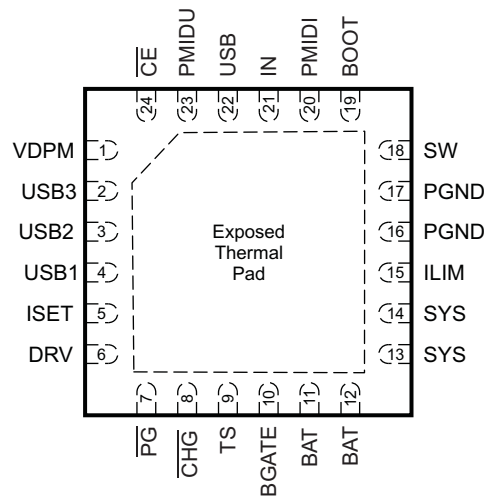 CE
PMIDU
USB
IN
PMIDI
BOOT
24
23
22
21
20
19
VDPM 1
USB3 2
USB2 3
USB1 4
ISET 5
DRV 6
Exposed
Thermal
Pad
18 SW
17 PGND
16 PGND
15 ILIM
14 SYS
13 SYS
7
8
9
10
11
12
PG
CHG
TS
BGATE
BAT
BAT